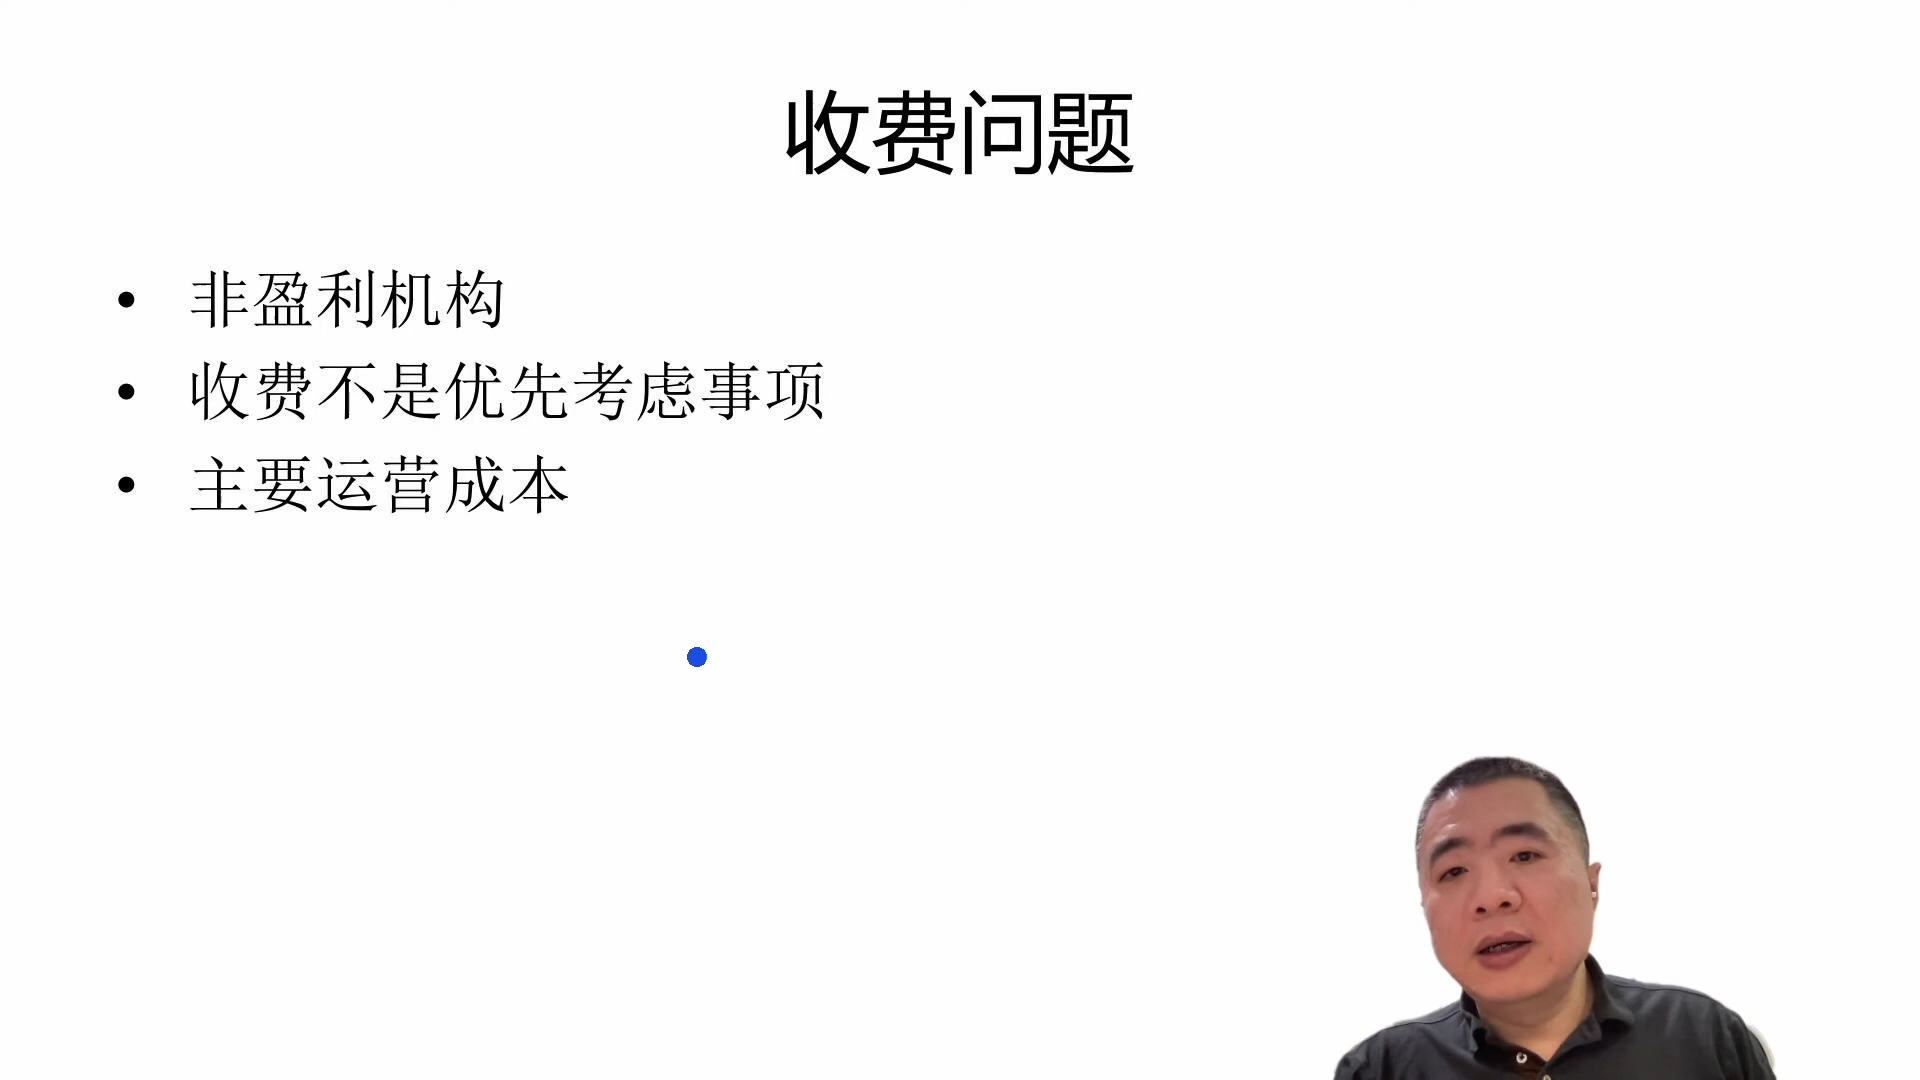 收费问题
• 非盈利机构
• 收费不是优先考虑事项
• 主要运营成本